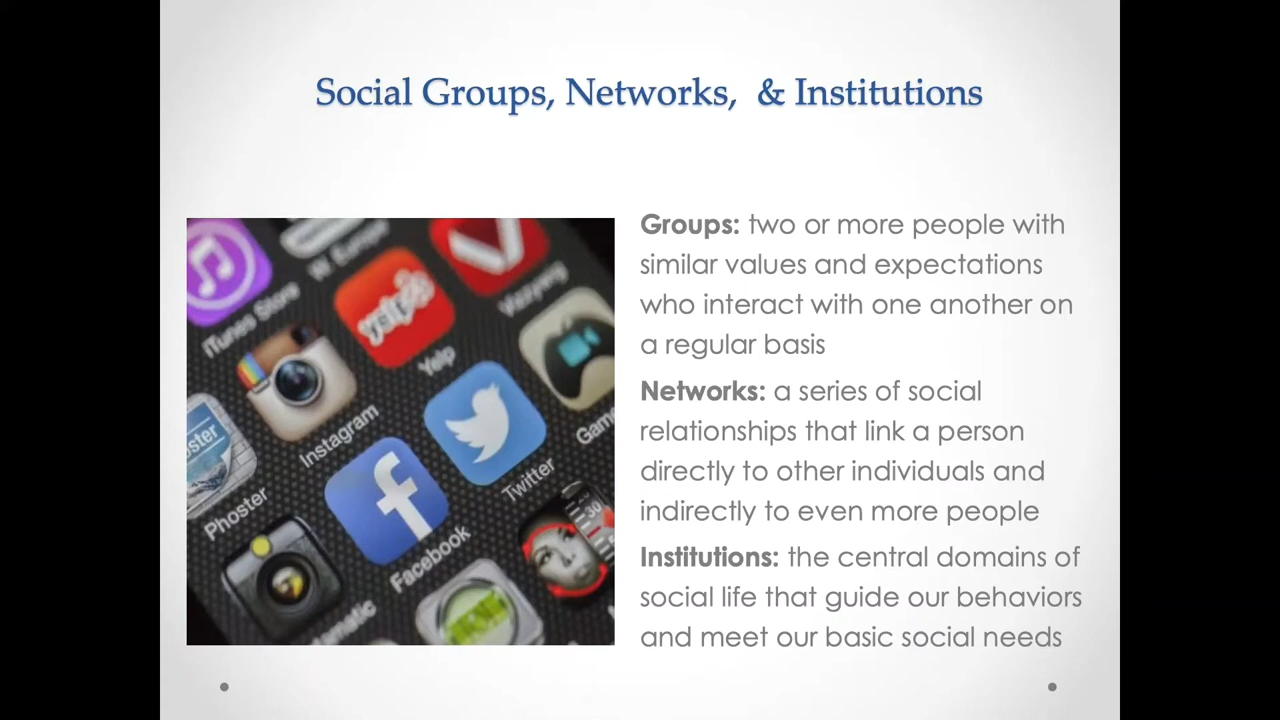 Social Groups, Networks, & Institutions
Groups: two or more people with
similar values and expectations
who interact with one another on
a regular basis
Networks: a series of social
relationships that link a person
directly to other individuals and
indirectly to even more people
Institutions: the central domains of
social life that guide our behaviors
and meet our basic social needs
iTunes Store
Yelp
yelp
Instagram
Twitter
Phoster
Facebook
f
30